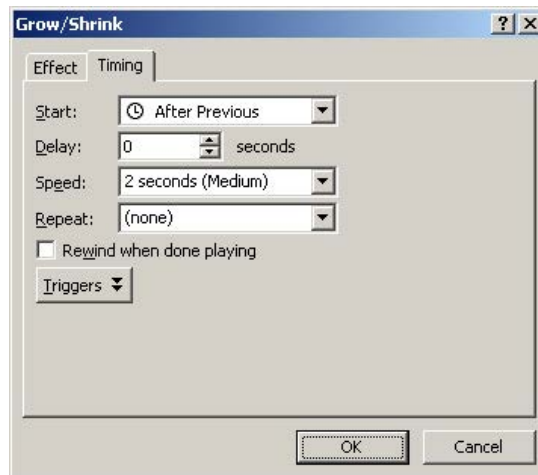 Grow/Shrink
Effect Timing
Start: After Previous
Delay: 0 seconds
Speed: 2 seconds (Medium)
Repeat: (none)
Rewind when done playing
Triggers
OK Cancel